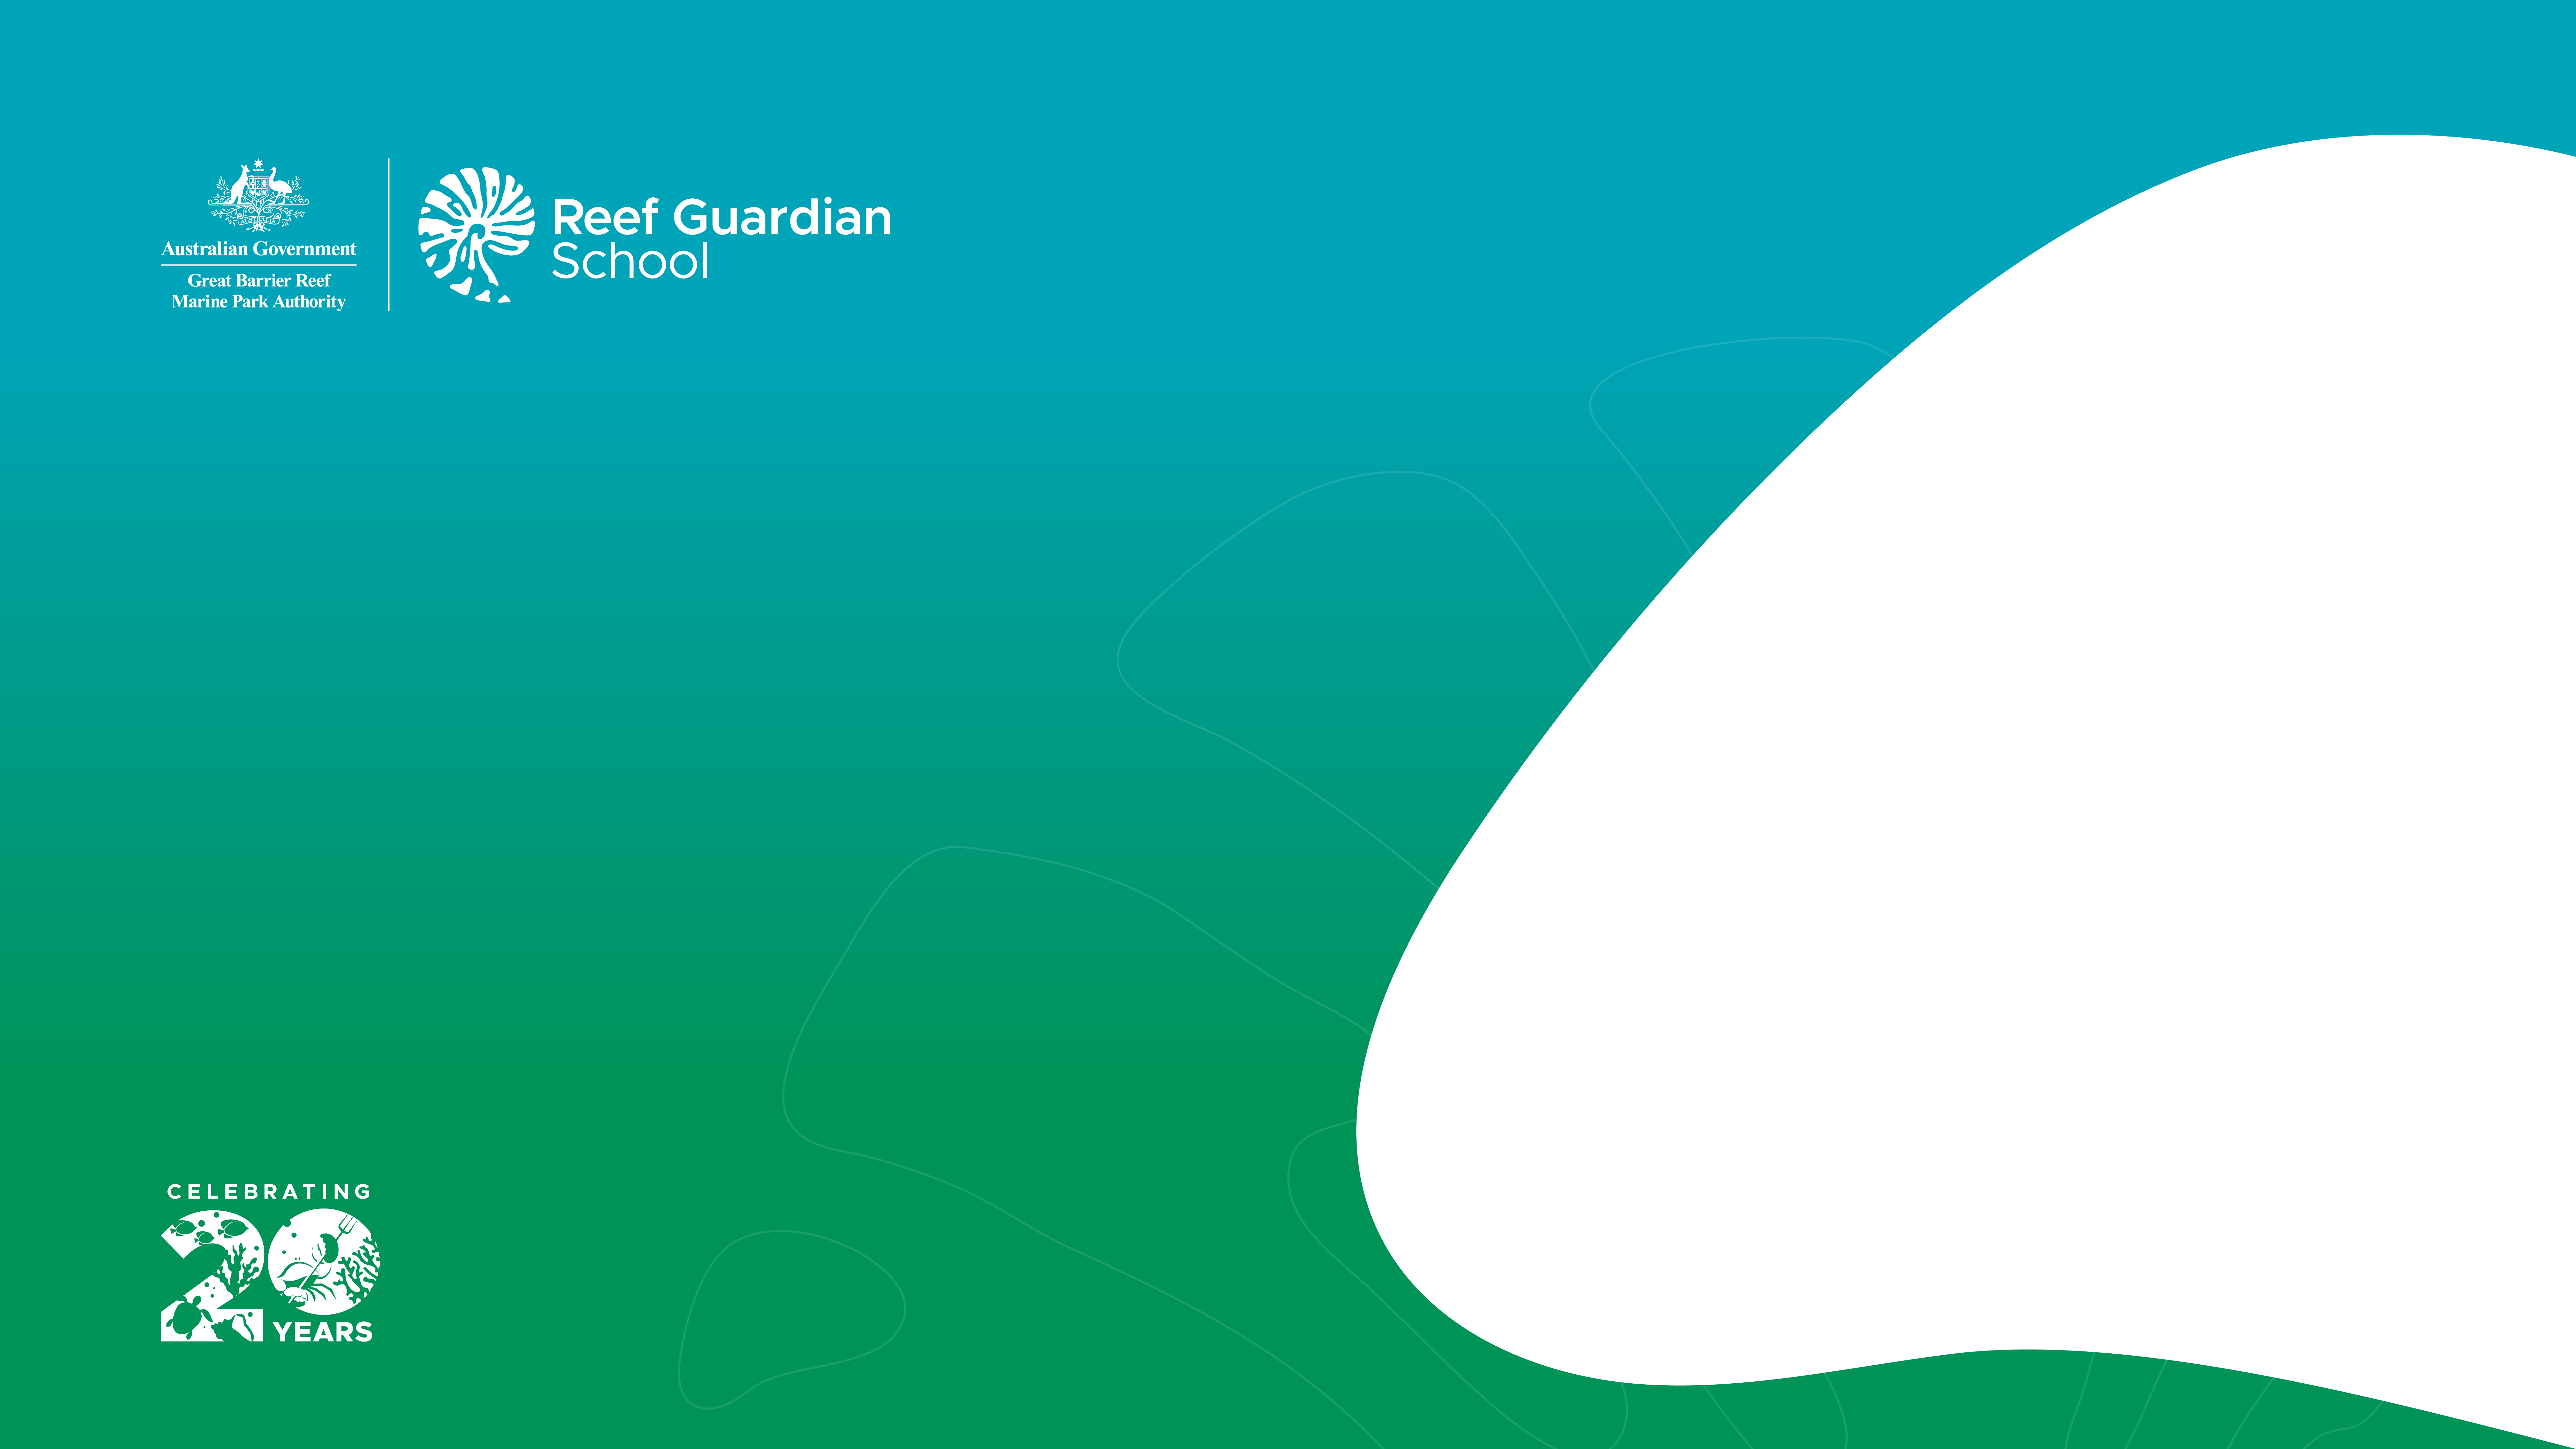 Australian Government
Great Barrier Reef
Marine Park Authority
Reef Guardian
School
CELEBRATING
20
YEARS